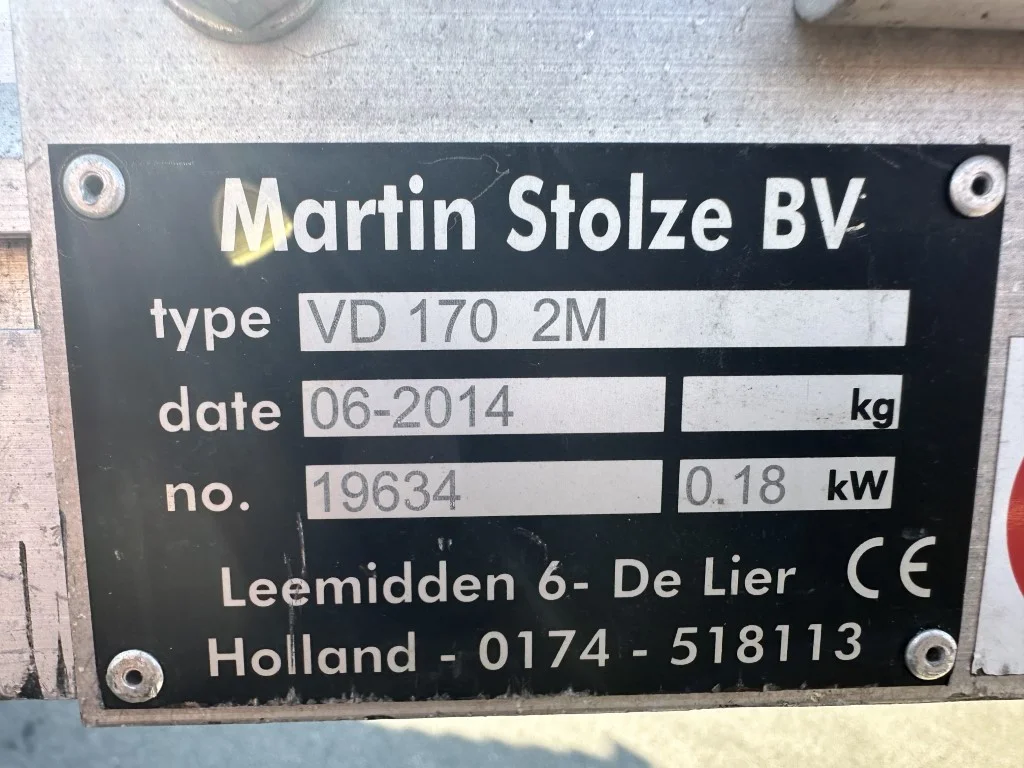 Martin Stolze BV
type VD 170 2M
date 06-2014 kg
no. 19634 0.18 kW
Leemidden 6- De Lier CE
Holland - 0174 - 518113